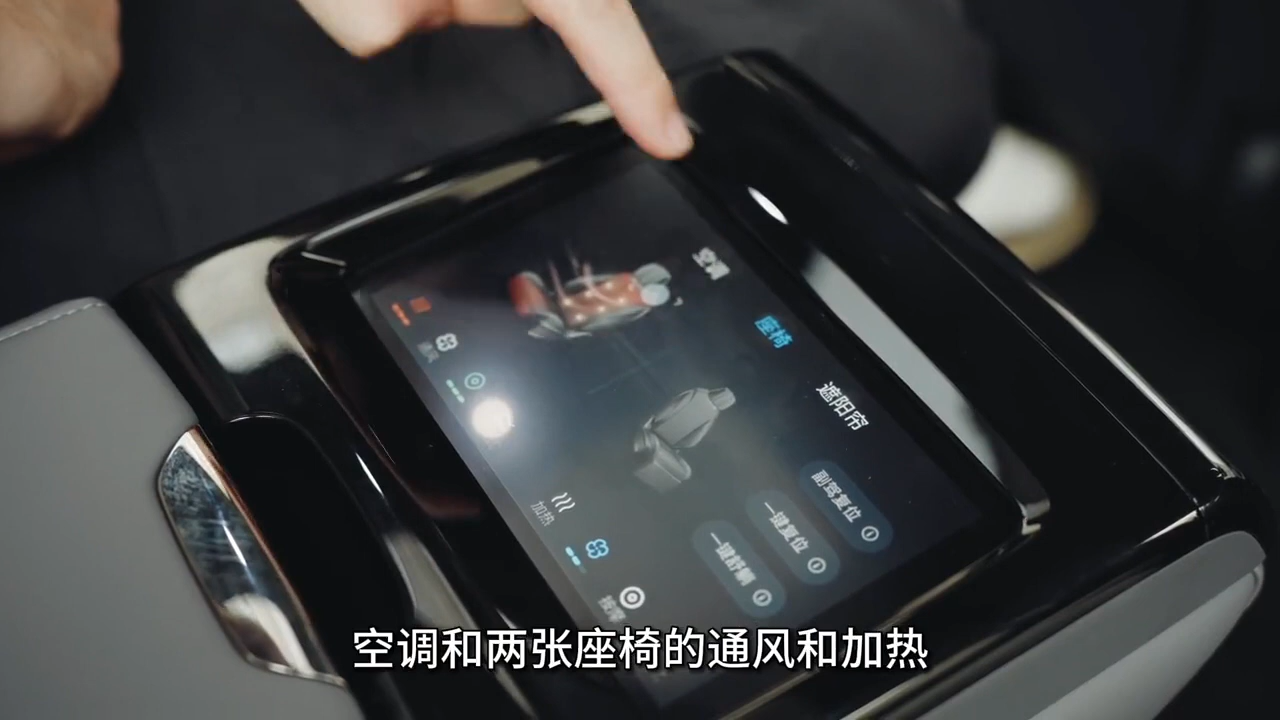 空调
座椅
遮阳帘
副驾复位
一键复位
一键舒躺
通风
加热
按摩
空调和两张座椅的通风和加热